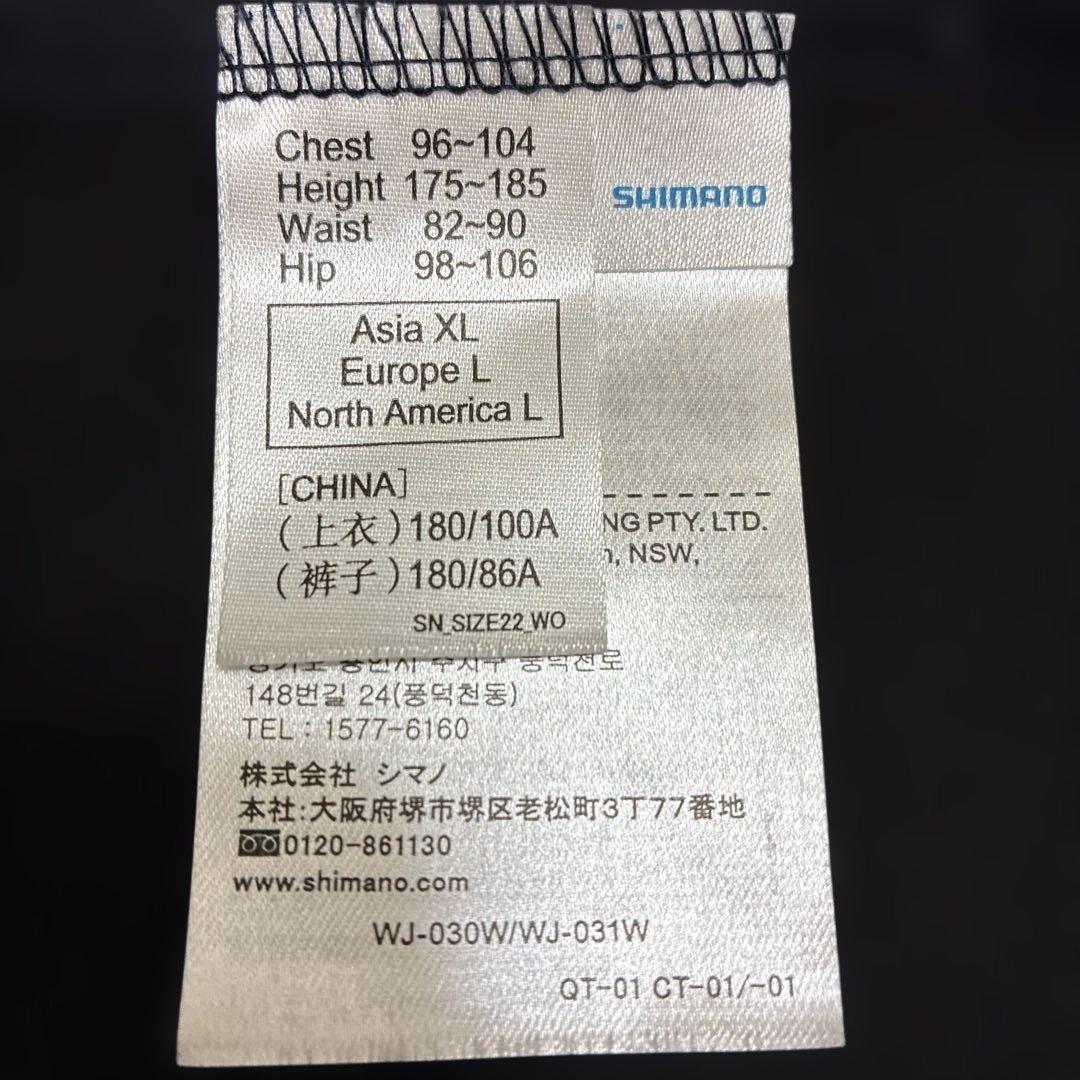 Chest 96~104
Height 175~185
Waist 82~90
Hip 98~106
SHIMANO
Asia XL
Europe L
North America L
[CHINA]
(上衣)180/100A
(裤子)180/86A
SN_SIZE22_WO
NG PTY. LTD.
, NSW,
148번길 24(풍덕천동)
TEL : 1577-6160
株式会社 シマノ
本社:大阪府堺市堺区老松町3丁77番地
0120-861130
www.shimano.com
WJ-030W/WJ-031W
QT-01 CT-01/-01